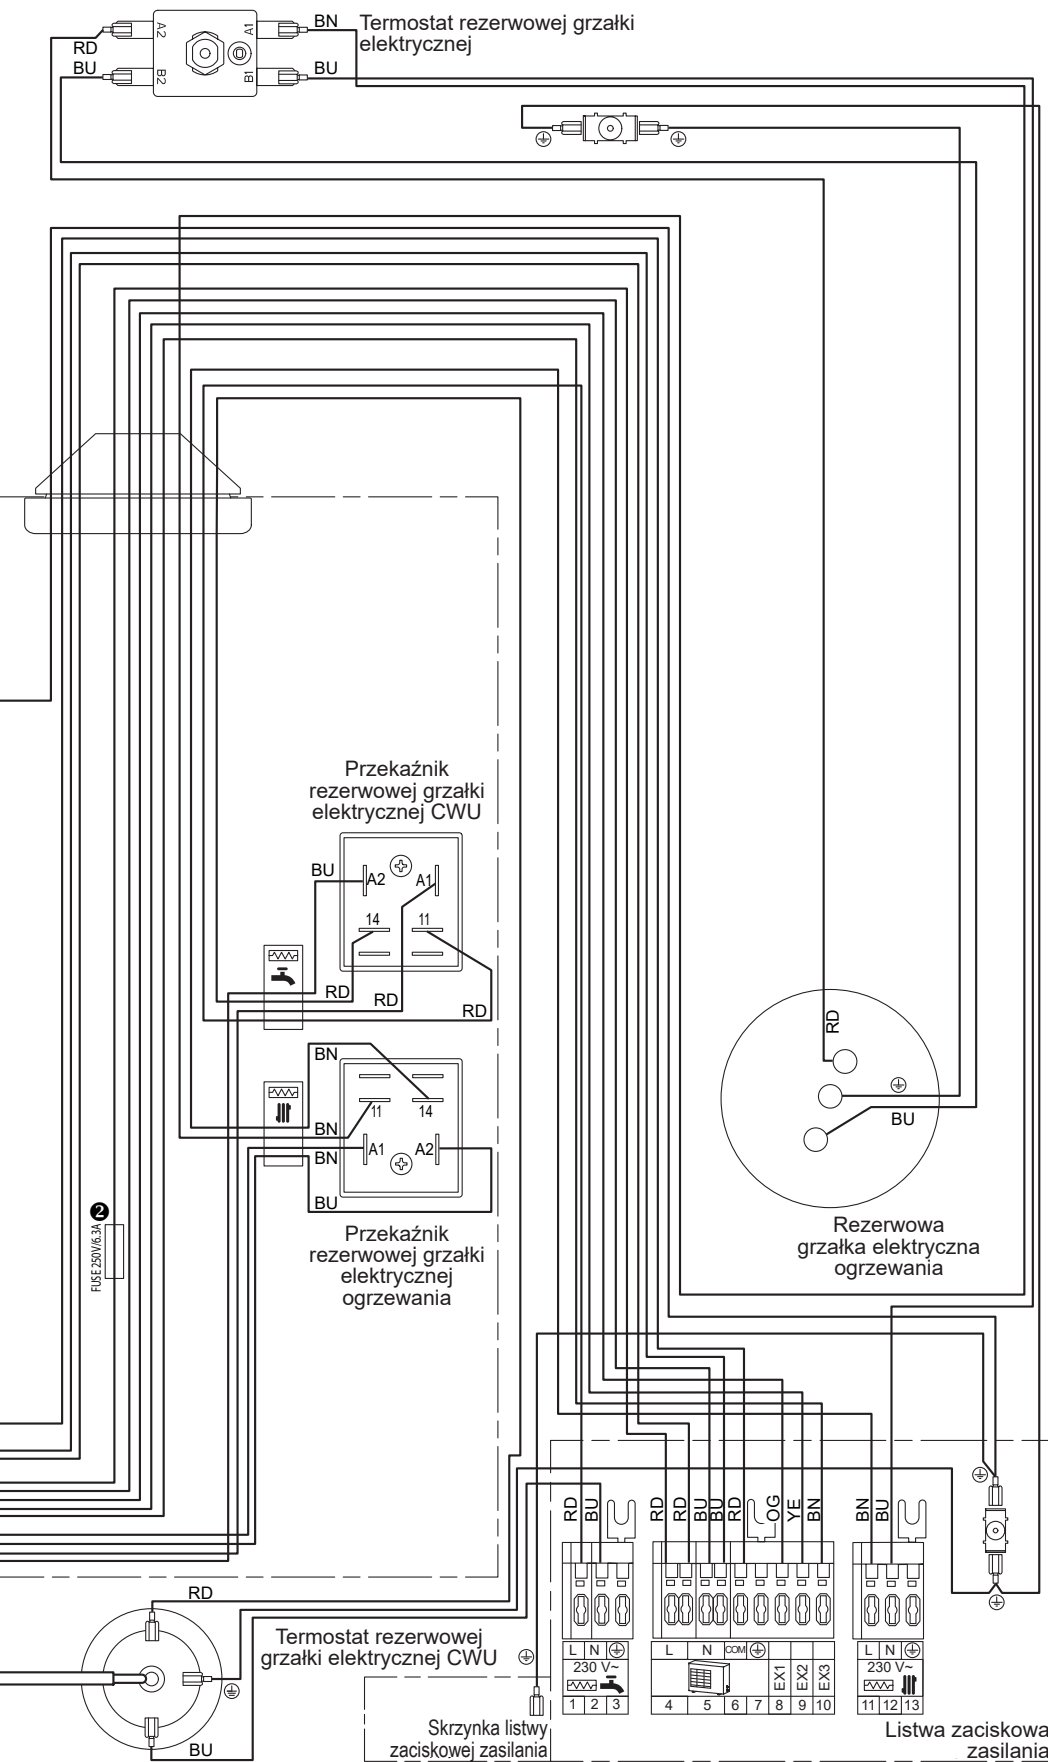 BN
Termostat rezerwowej grzałki
elektrycznej
RD
A2
A1
BU
B2
B1
BU
Przekaźnik
rezerwowej grzałki
elektrycznej CWU
BU
A2
A1
14
11
RD
RD
RD
BN
11
14
BN
BN
A1
A2
BU
Przekaźnik
rezerwowej grzałki
elektrycznej
ogrzewania
2
FUSE 250V/6.3A
RD
BU
Rezerwowa
grzałka elektryczna
ogrzewania
RD
BU
RD
RD
BU
BU
RD
OG
YE
BN
BN
BU
RD
Termostat rezerwowej
grzałki elektrycznej CWU
BU
L N
230 V~
1 2 3
L N COM
EX1 EX2 EX3
4 5 6 7 8 9 10
L N
230 V~
11 12 13
Skrzynka listwy
zaciskowej zasilania
Listwa zaciskowa
zasilania